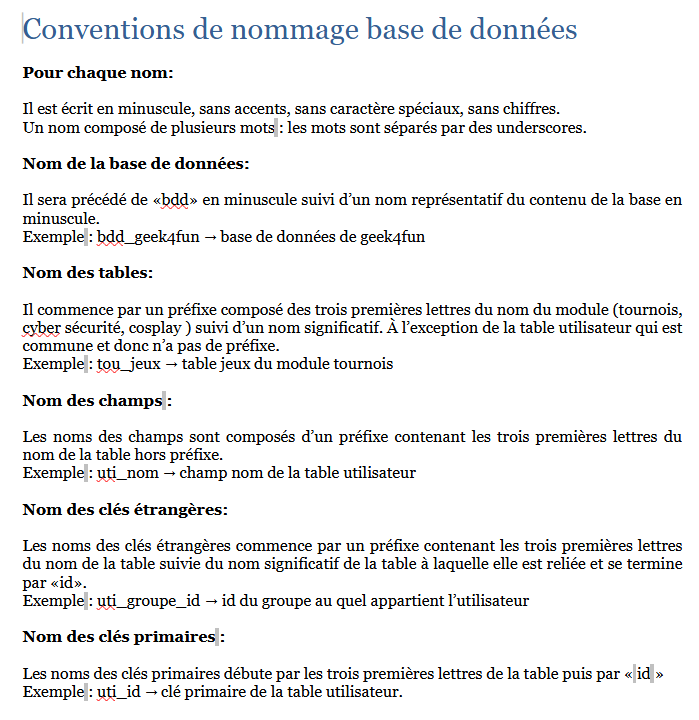 Conventions de nommage base de données
Pour chaque nom:
Il est écrit en minuscule, sans accents, sans caractère spéciaux, sans chiffres.
Un nom composé de plusieurs mots : les mots sont séparés par des underscores.
Nom de la base de données:
Il sera précédé de «bdd» en minuscule suivi d'un nom représentatif du contenu de la base en
minuscule.
Exemple : bdd_geek4fun → base de données de geek4fun
Nom des tables:
Il commence par un préfixe composé des trois premières lettres du nom du module (tournois,
cyber sécurité, cosplay ) suivi d'un nom significatif. À l'exception de la table utilisateur qui est
commune et donc n'a pas de préfixe.
Exemple : tou_jeux → table jeux du module tournois
Nom des champs :
Les noms des champs sont composés d'un préfixe contenant les trois premières lettres du
nom de la table hors préfixe.
Exemple : uti_nom → champ nom de la table utilisateur
Nom des clés étrangères:
Les noms des clés étrangères commence par un préfixe contenant les trois premières lettres
du nom de la table suivie du nom significatif de la table à laquelle elle est reliée et se termine
par «id».
Exemple : uti_groupe_id → id du groupe au quel appartient l'utilisateur
Nom des clés primaires :
Les noms des clés primaires débute par les trois premières lettres de la table puis par « id »
Exemple : uti_id → clé primaire de la table utilisateur.